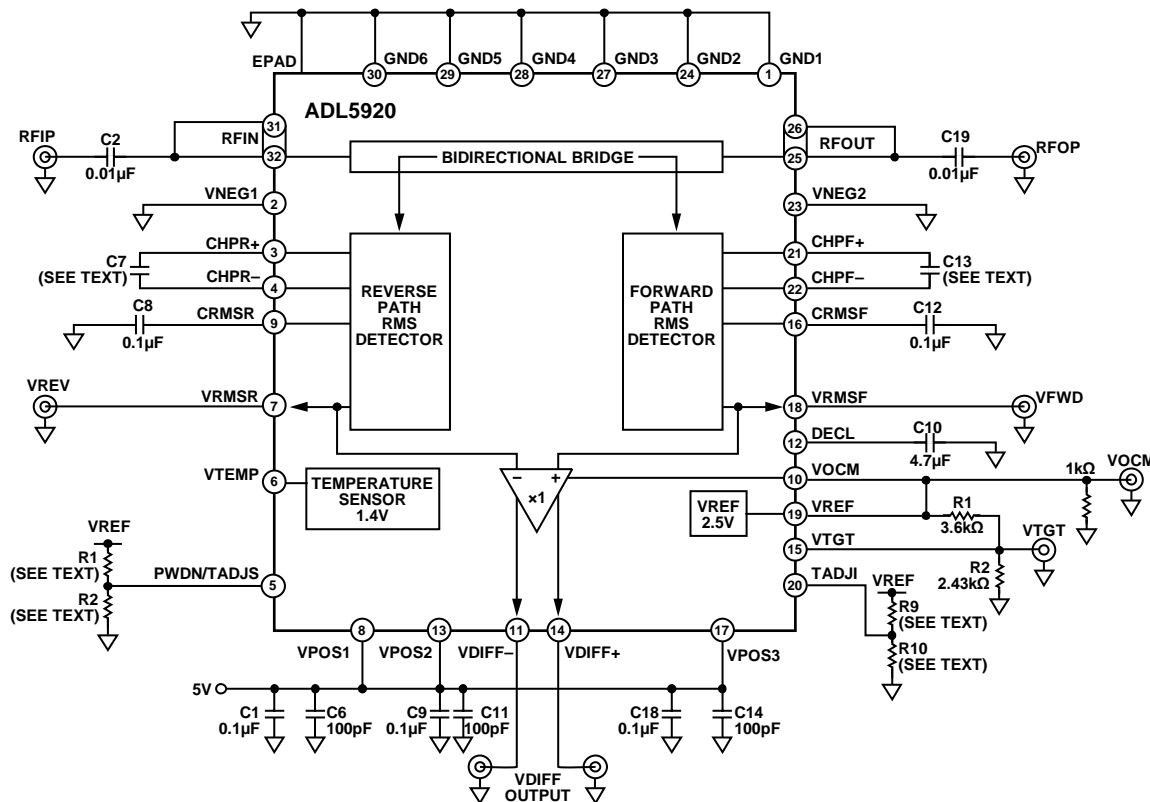 EPAD
GND6
GND5
GND4
GND3
GND2
GND1
30
29
28
27
24
1
ADL5920
RFIP
C2
0.01µF
RFIN
31
32
BIDIRECTIONAL BRIDGE
26
25
RFOUT
C19
0.01µF
RFOP
VNEG1
2
23
VNEG2
CHPR+
3
C7
(SEE TEXT)
CHPR–
4
C8
0.1µF
CRMSR
9
REVERSE
PATH
RMS
DETECTOR
FORWARD
PATH
RMS
DETECTOR
21
CHPF+
C13
(SEE TEXT)
22
CHPF–
16
CRMSF
C12
0.1µF
VREV
VRMSR
7
18
VRMSF
VFWD
12
DECL
C10
4.7µF
VTEMP
6
TEMPERATURE
SENSOR
1.4V
– +
×1
10
VOCM
1kΩ
VOCM
VREF
2.5V
19
VREF
R1
3.6kΩ
15
VTGT
VTGT
R2
2.43kΩ
VREF
R1
(SEE TEXT)
R2
(SEE TEXT)
PWDN/TADJS
5
20
TADJI
VREF
R9
(SEE TEXT)
R10
(SEE TEXT)
8
13
11
14
17
VPOS1
VPOS2
VDIFF–
VDIFF+
VPOS3
5V
C1
0.1µF
C6
100pF
C9
0.1µF
C11
100pF
C18
0.1µF
C14
100pF
VDIFF
OUTPUT